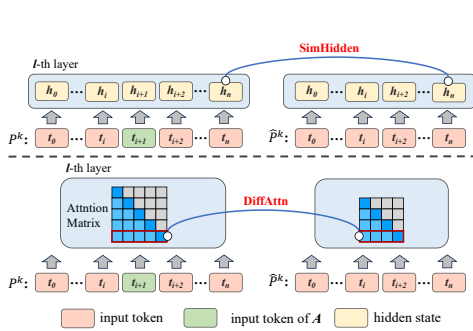 SimHidden
l-th layer
h0 ... hi hi+1 hi+2 ... hn
h0 ... hi hi+2 ... hn
P^k: t0 ... ti ti+1 ti+2 ... tn
P̂^k: t0 ... ti ti+2 ... tn
l-th layer
Attntion
Matrix
DiffAttn
P^k: t0 ... ti ti+1 ti+2 ... tn
P̂^k: t0 ... ti ti+2 ... tn
input token
input token of A
hidden state